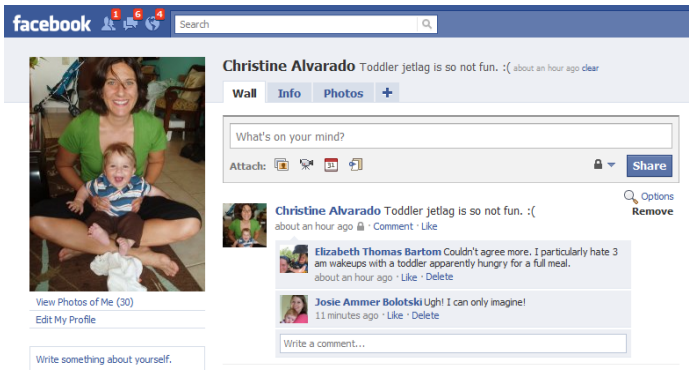 facebook 1 6 4 Search
Christine Alvarado Toddler jetlag is so not fun. :( about an hour ago clear
Wall Info Photos +
What's on your mind?
Attach: 31 Share
Options
Remove
Christine Alvarado Toddler jetlag is so not fun. :(
about an hour ago · Comment · Like
Elizabeth Thomas Bartom Couldn't agree more. I particularly hate 3
am wakeups with a toddler apparently hungry for a full meal.
about an hour ago · Like · Delete
Josie Ammer Bolotski Ugh! I can only imagine!
11 minutes ago · Like · Delete
Write a comment...
View Photos of Me (30)
Edit My Profile
Write something about yourself.